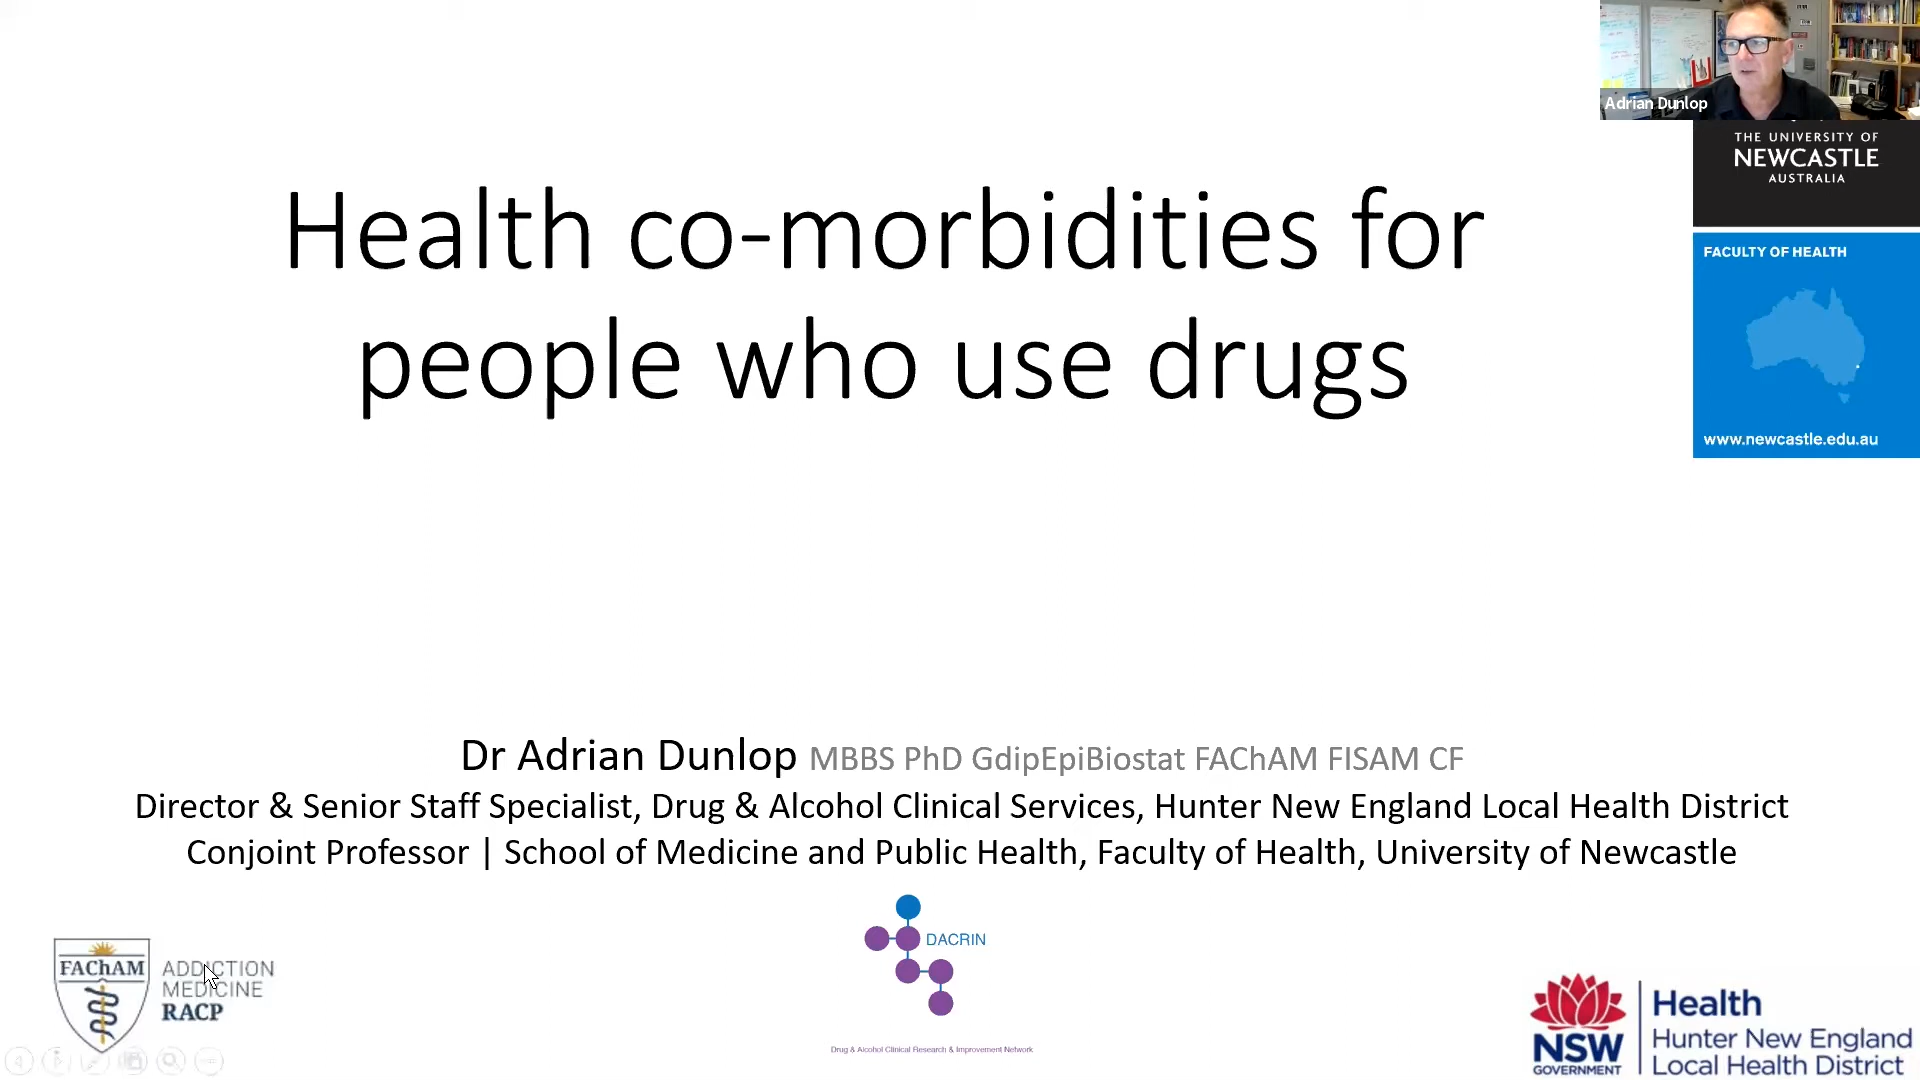 Adrian Dunlop
THE UNIVERSITY OF
NEWCASTLE
AUSTRALIA
FACULTY OF HEALTH
www.newcastle.edu.au
Health co-morbidities for
people who use drugs
Dr Adrian Dunlop MBBS PhD GdipEpiBiostat FAChAM FISAM CF
Director & Senior Staff Specialist, Drug & Alcohol Clinical Services, Hunter New England Local Health District
Conjoint Professor | School of Medicine and Public Health, Faculty of Health, University of Newcastle
FAChAM
ADDICTION
MEDICINE
RACP
DACRIN
Drug & Alcohol Clinical Research & Improvement Network
NSW
GOVERNMENT
Health
Hunter New England
Local Health District